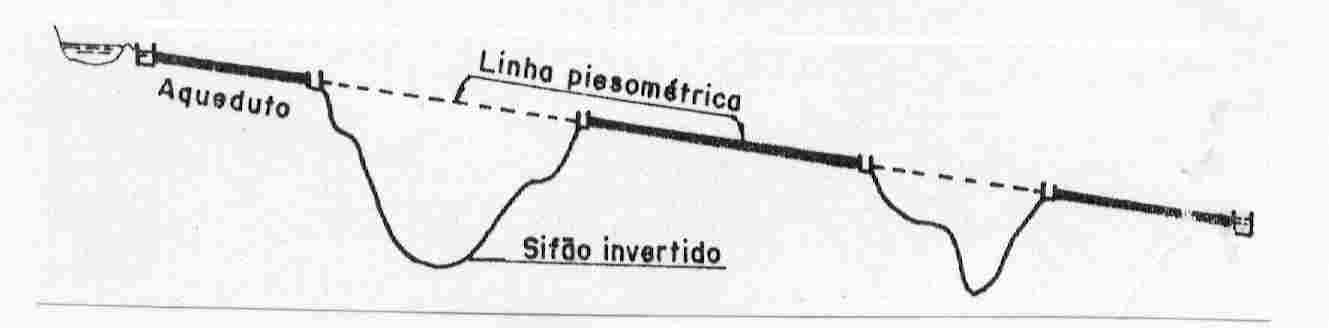 Linha piesométrica
Aqueduto
Sifão invertido